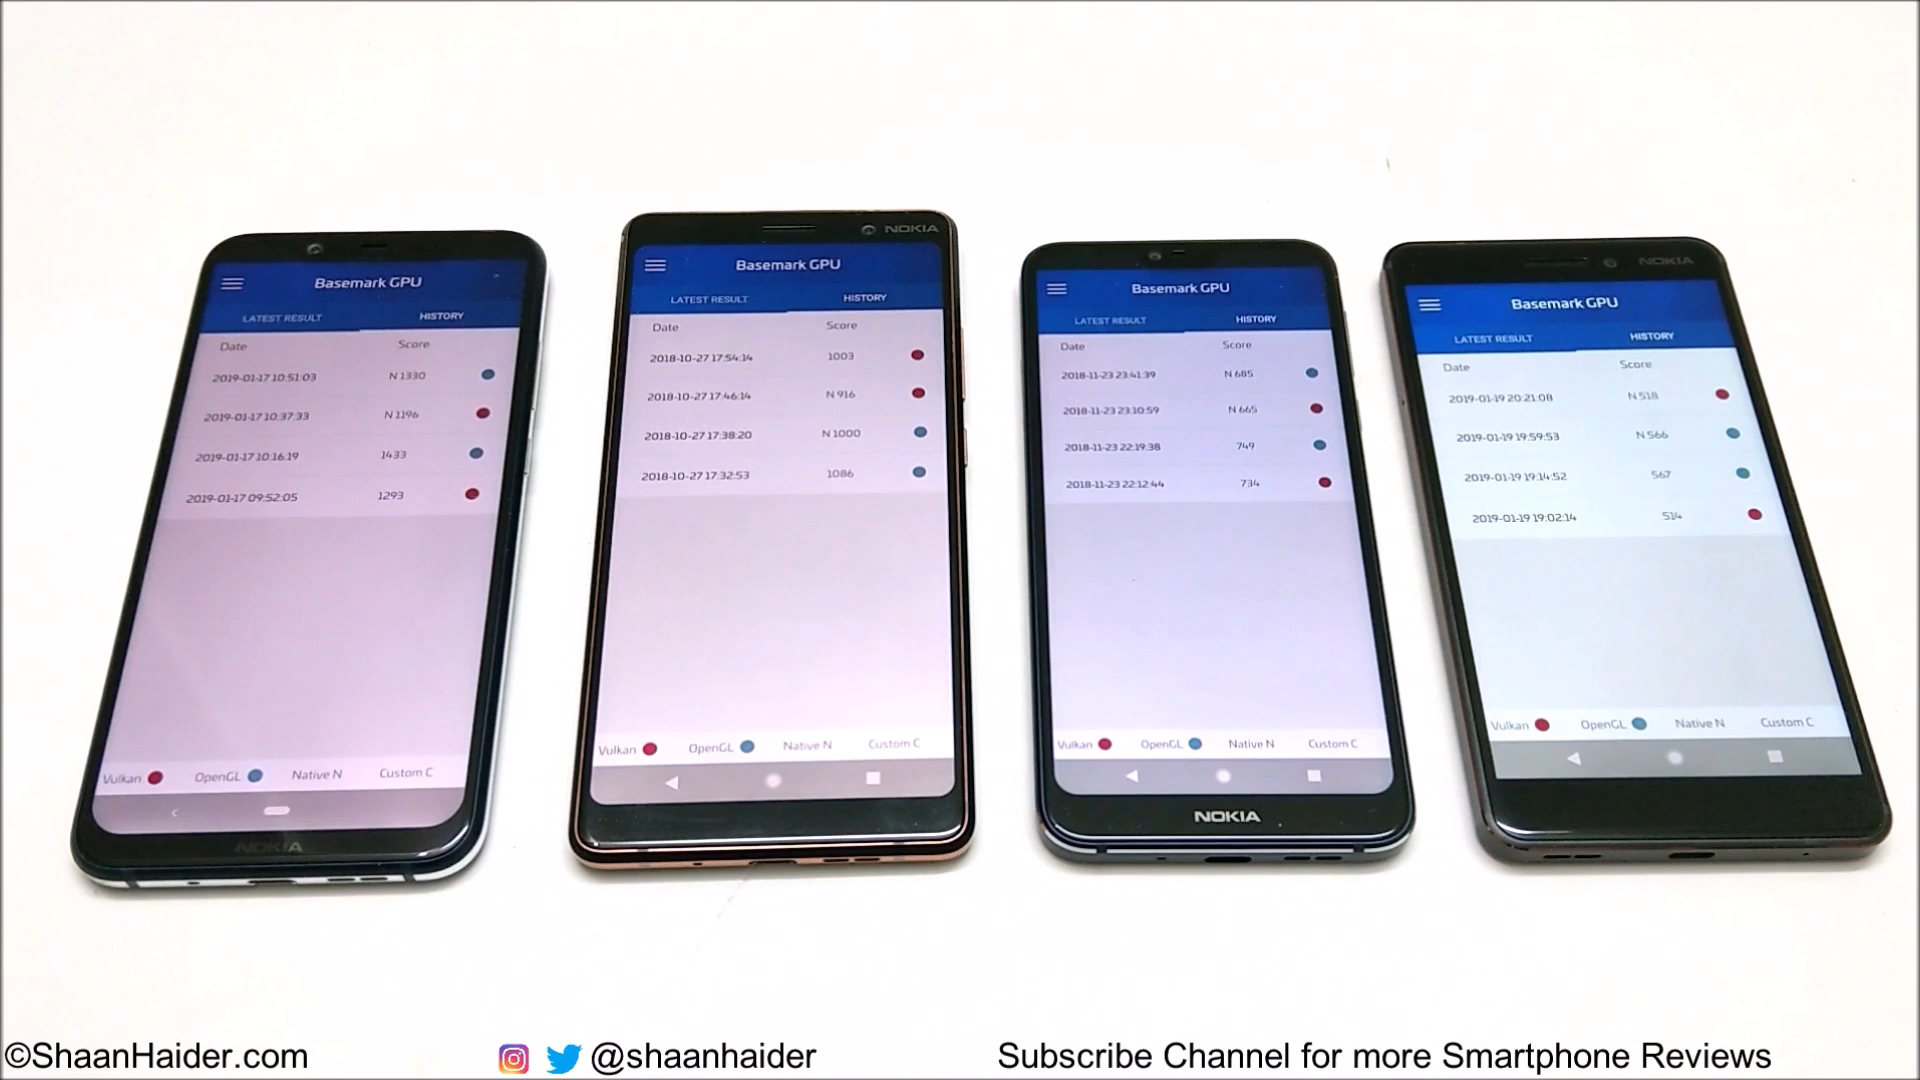 Basemark GPU
LATEST RESULT HISTORY
Date Score
2019-01-17 10:51:03 N 1330
2019-01-17 10:37:33 N 1196
2019-01-17 10:16:19 1433
2019-01-17 09:52:05 1293
Vulkan OpenGL Native N Custom C
NOKIA
NOKIA
Basemark GPU
LATEST RESULT HISTORY
Date Score
2018-10-27 17:54:14 1003
2018-10-27 17:46:14 N 916
2018-10-27 17:38:20 N 1000
2018-10-27 17:32:53 1086
Vulkan OpenGL Native N Custom C
Basemark GPU
LATEST RESULT HISTORY
Date Score
2018-11-23 23:41:39 N 685
2018-11-23 23:10:59 N 665
2018-11-23 22:19:38 749
2018-11-23 22:12:44 734
Vulkan OpenGL Native N Custom C
NOKIA
NOKIA
Basemark GPU
LATEST RESULT HISTORY
Date Score
2019-01-19 20:21:08 N 518
2019-01-19 19:59:53 N 566
2019-01-19 19:14:52 567
2019-01-19 19:02:14 514
Vulkan OpenGL Native N Custom C
©ShaanHaider.com @shaanhaider Subscribe Channel for more Smartphone Reviews